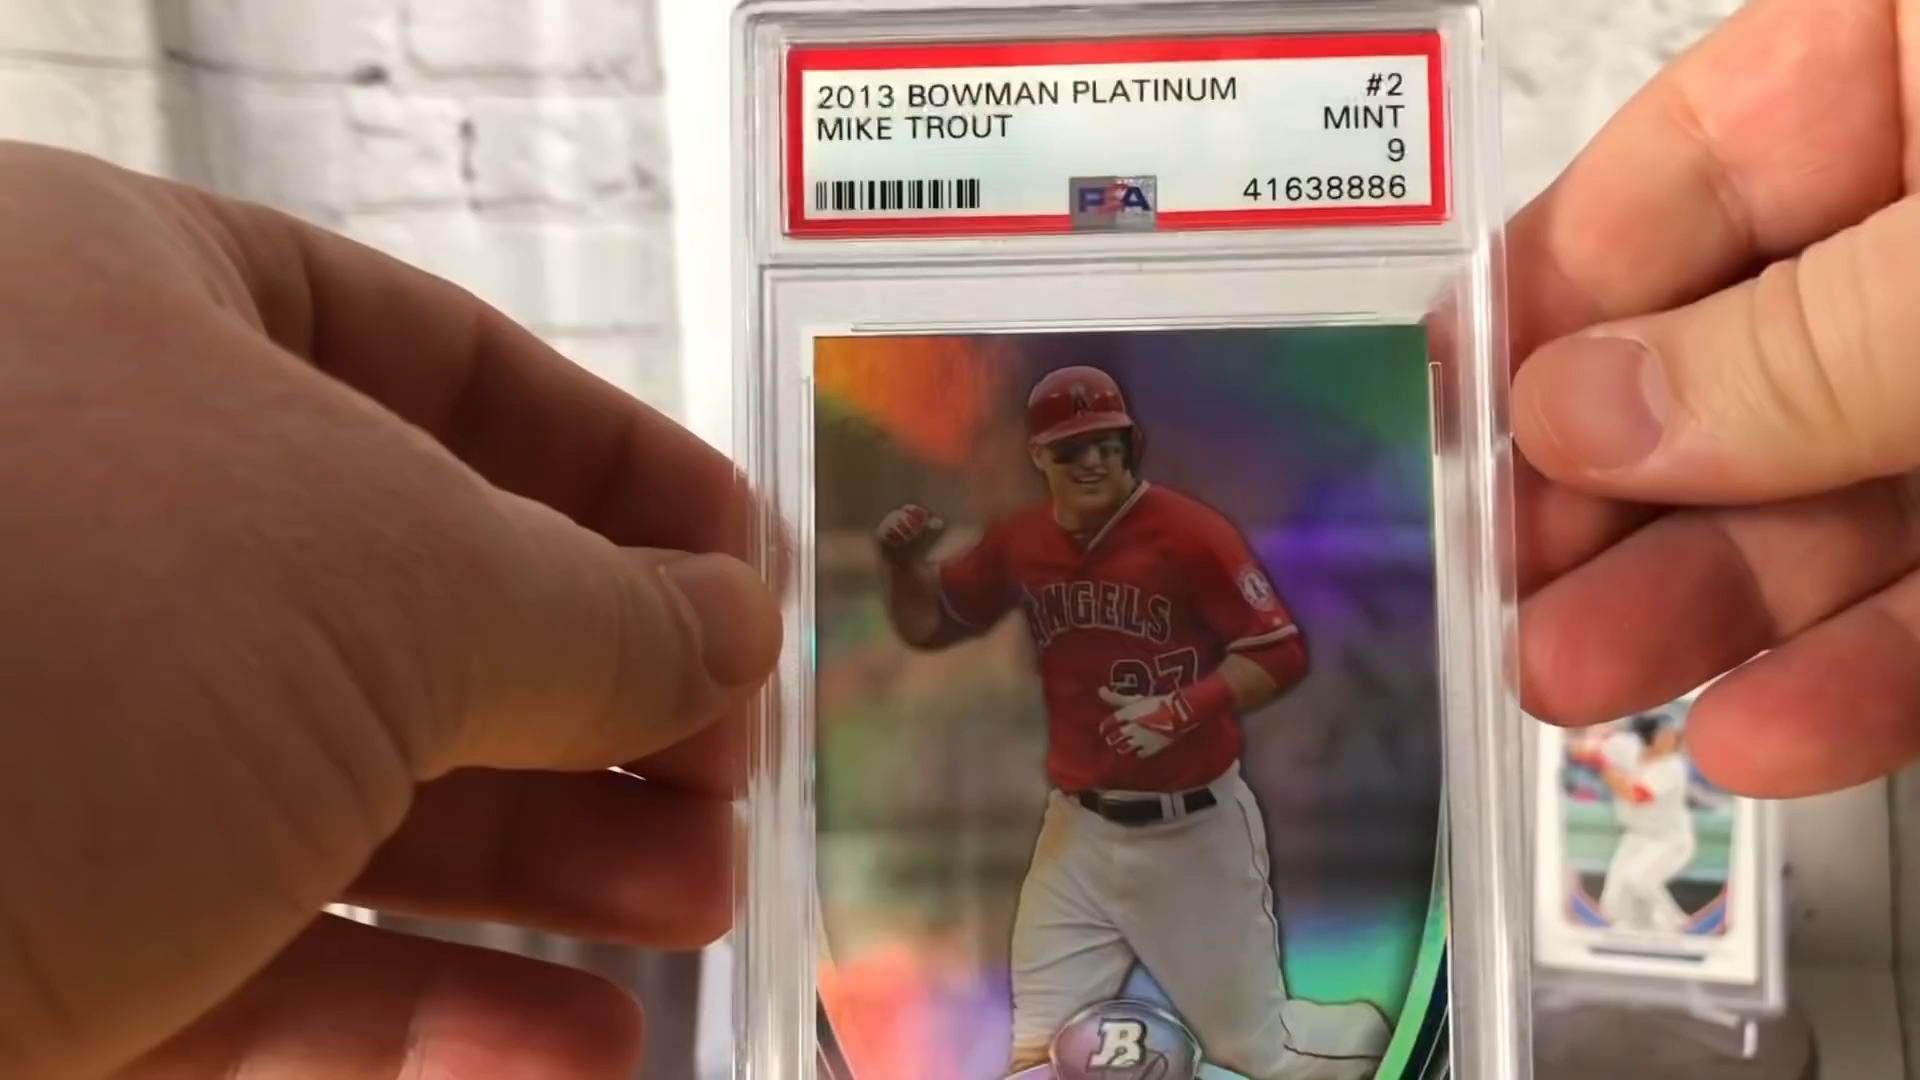 2013 BOWMAN PLATINUM #2
MIKE TROUT MINT
9
PSA 41638886
A
ANGELS
27
B